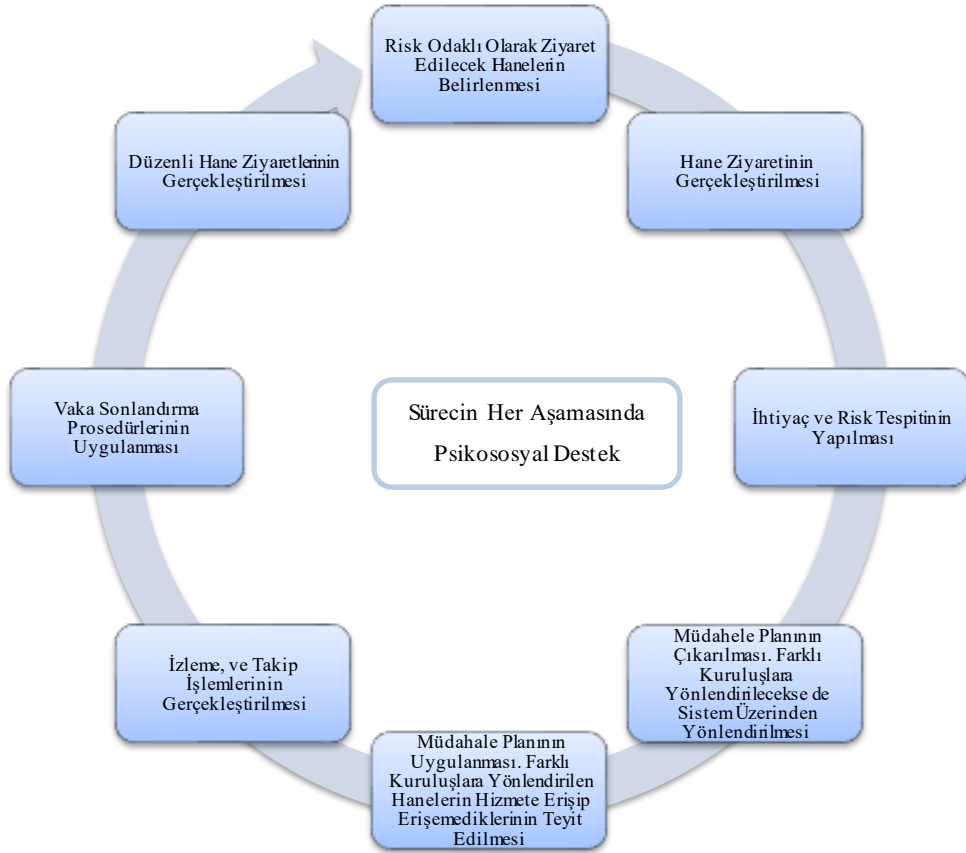 Risk Odaklı Olarak Ziyaret
Edilecek Hanelerin
Belirlenmesi
Hane Ziyaretinin
Gerçekleştirilmesi
İhtiyaç ve Risk Tespitinin
Yapılması
Müdahele Planının
Çıkarılması. Farklı
Kuruluşlara
Yönlendirilecekse de
Sistem Üzerinden
Yönlendirilmesi
Müdahale Planının
Uygulanması. Farklı
Kuruluşlara Yönlendirilen
Hanelerin Hizmete Erişip
Erişemediklerinin Teyit
Edilmesi
İzleme, ve Takip
İşlemlerinin
Gerçekleştirilmesi
Vaka Sonlandırma
Prosedürlerinin
Uygulanması
Düzenli Hane Ziyaretlerinin
Gerçekleştirilmesi
Sürecin Her Aşamasında
Psikososyal Destek